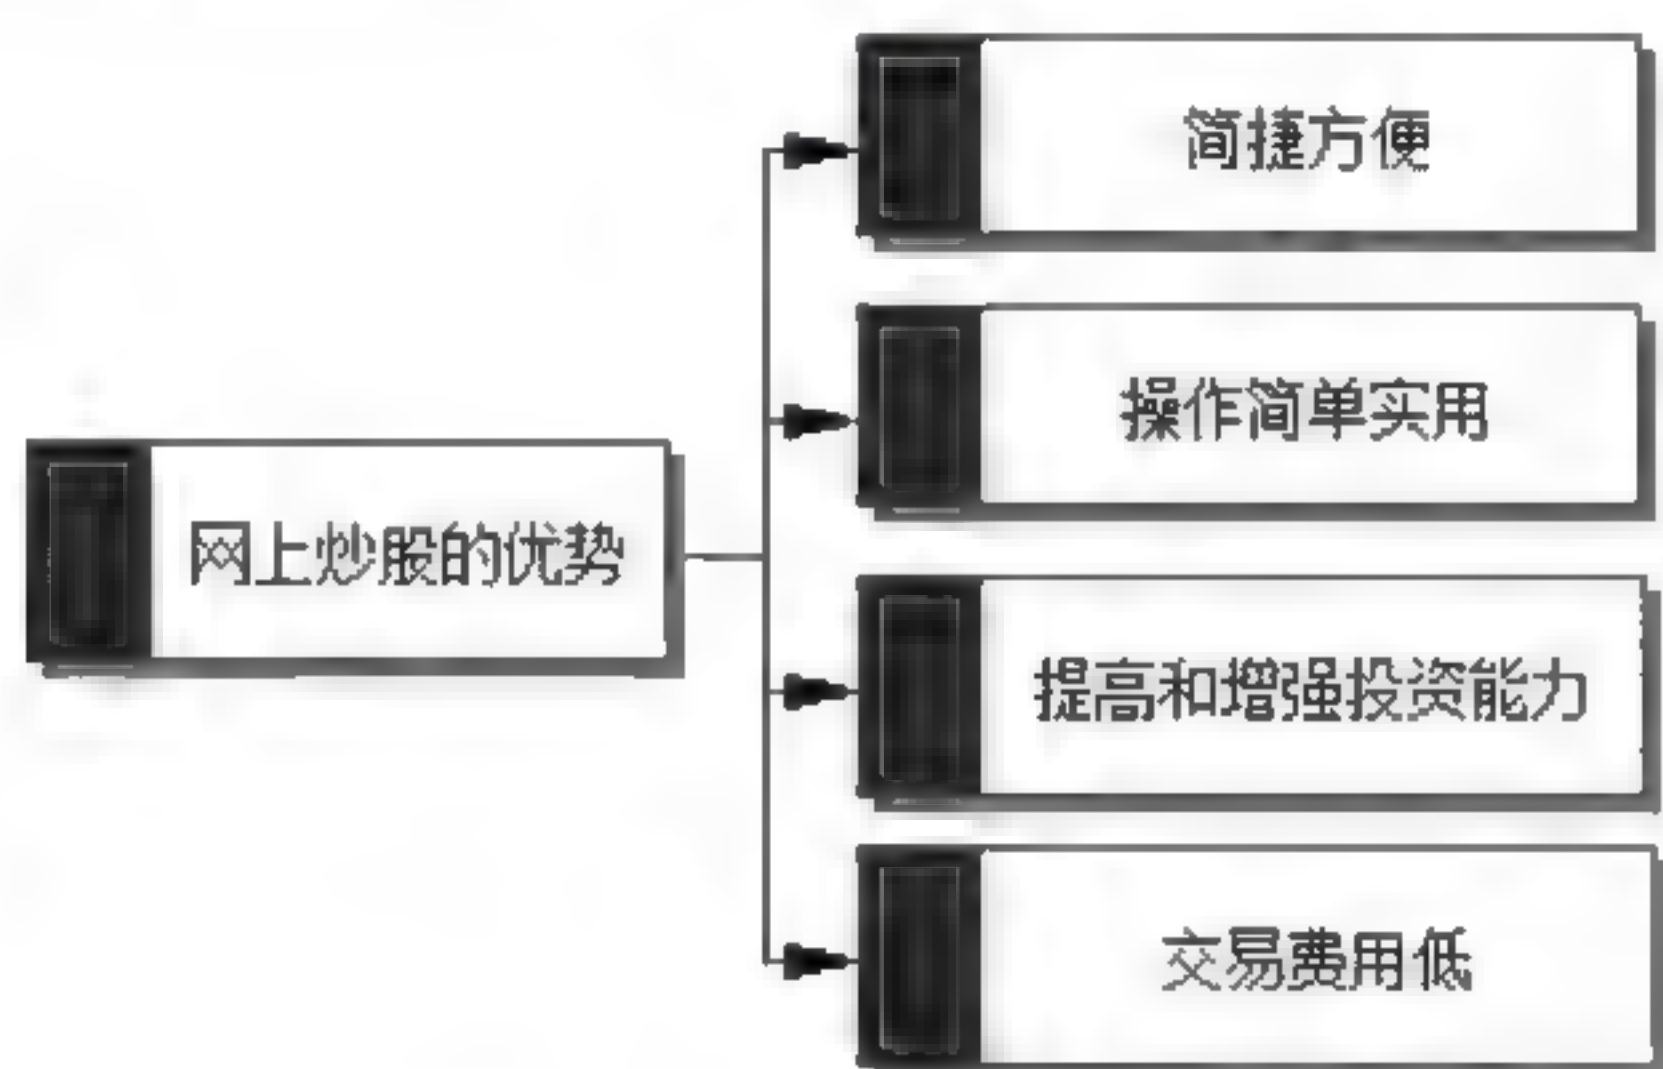 简捷方便
操作简单实用
网上炒股的优势
提高和增强投资能力
交易费用低